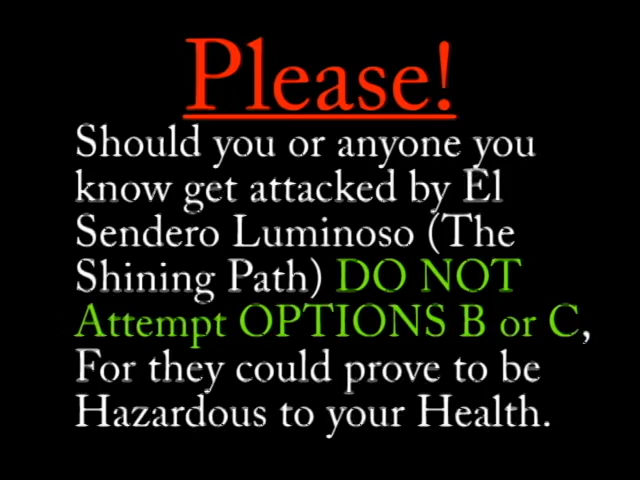 Please!
Should you or anyone you
know get attacked by El
Sendero Luminoso (The
Shining Path) DO NOT
Attempt OPTIONS B or C,
For they could prove to be
Hazardous to your Health.